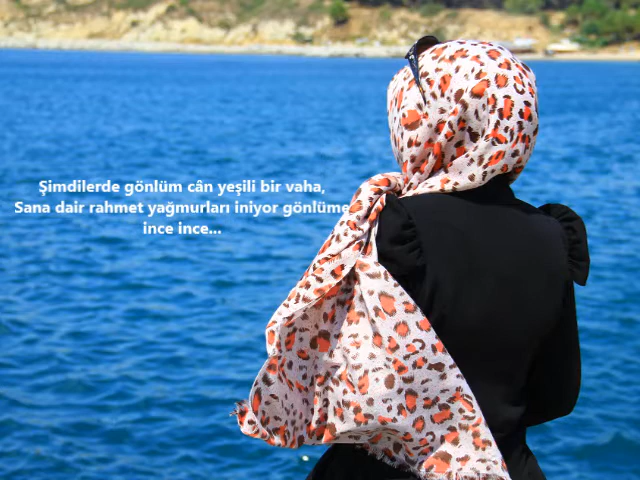 Şimdilerde gönlüm cân yeşili bir vaha,
Sana dair rahmet yağmurları iniyor gönlüme
ince ince...